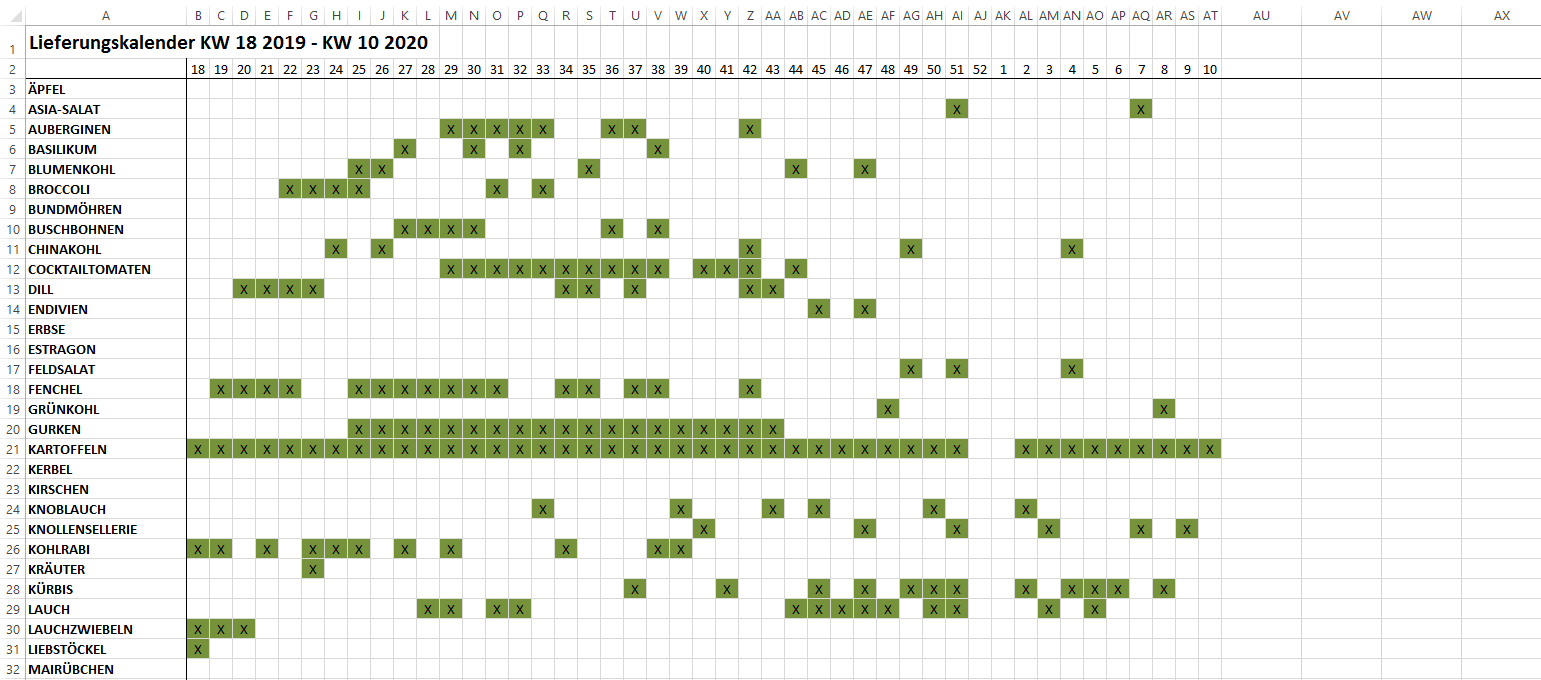 A B C D E F G H I J K L M N O P Q R S T U V W X Y Z AA AB AC AD AE AF AG AH AI AJ AK AL AM AN AO AP AQ AR AS AT AU AV AW AX
1 Lieferungskalender KW 18 2019 - KW 10 2020
2 18 19 20 21 22 23 24 25 26 27 28 29 30 31 32 33 34 35 36 37 38 39 40 41 42 43 44 45 46 47 48 49 50 51 52 1 2 3 4 5 6 7 8 9 10
3 ÄPFEL
4 ASIA-SALAT X X
5 AUBERGINEN X X X X X X X X
6 BASILIKUM X X X X
7 BLUMENKOHL X X X X X
8 BROCCOLI X X X X X X
9 BUNDMÖHREN
10 BUSCHBOHNEN X X X X X X
11 CHINAKOHL X X X X X
12 COCKTAILTOMATEN X X X X X X X X X X X X X X
13 DILL X X X X X X X X X
14 ENDIVIEN X X
15 ERBSE
16 ESTRAGON
17 FELDSALAT X X X
18 FENCHEL X X X X X X X X X X X X X X X X
19 GRÜNKOHL X X
20 GURKEN X X X X X X X X X X X X X X X X X X X
21 KARTOFFELN X X X X X X X X X X X X X X X X X X X X X X X X X X X X X X X X X X X X X X X X X X X
22 KERBEL
23 KIRSCHEN
24 KNOBLAUCH X X X X X X
25 KNOLLENSELLERIE X X X X X X
26 KOHLRABI X X X X X X X X X X X
27 KRÄUTER X
28 KÜRBIS X X X X X X X X X X X X
29 LAUCH X X X X X X X X X X X X X
30 LAUCHZWIEBELN X X X
31 LIEBSTÖCKEL X
32 MAIRÜBCHEN